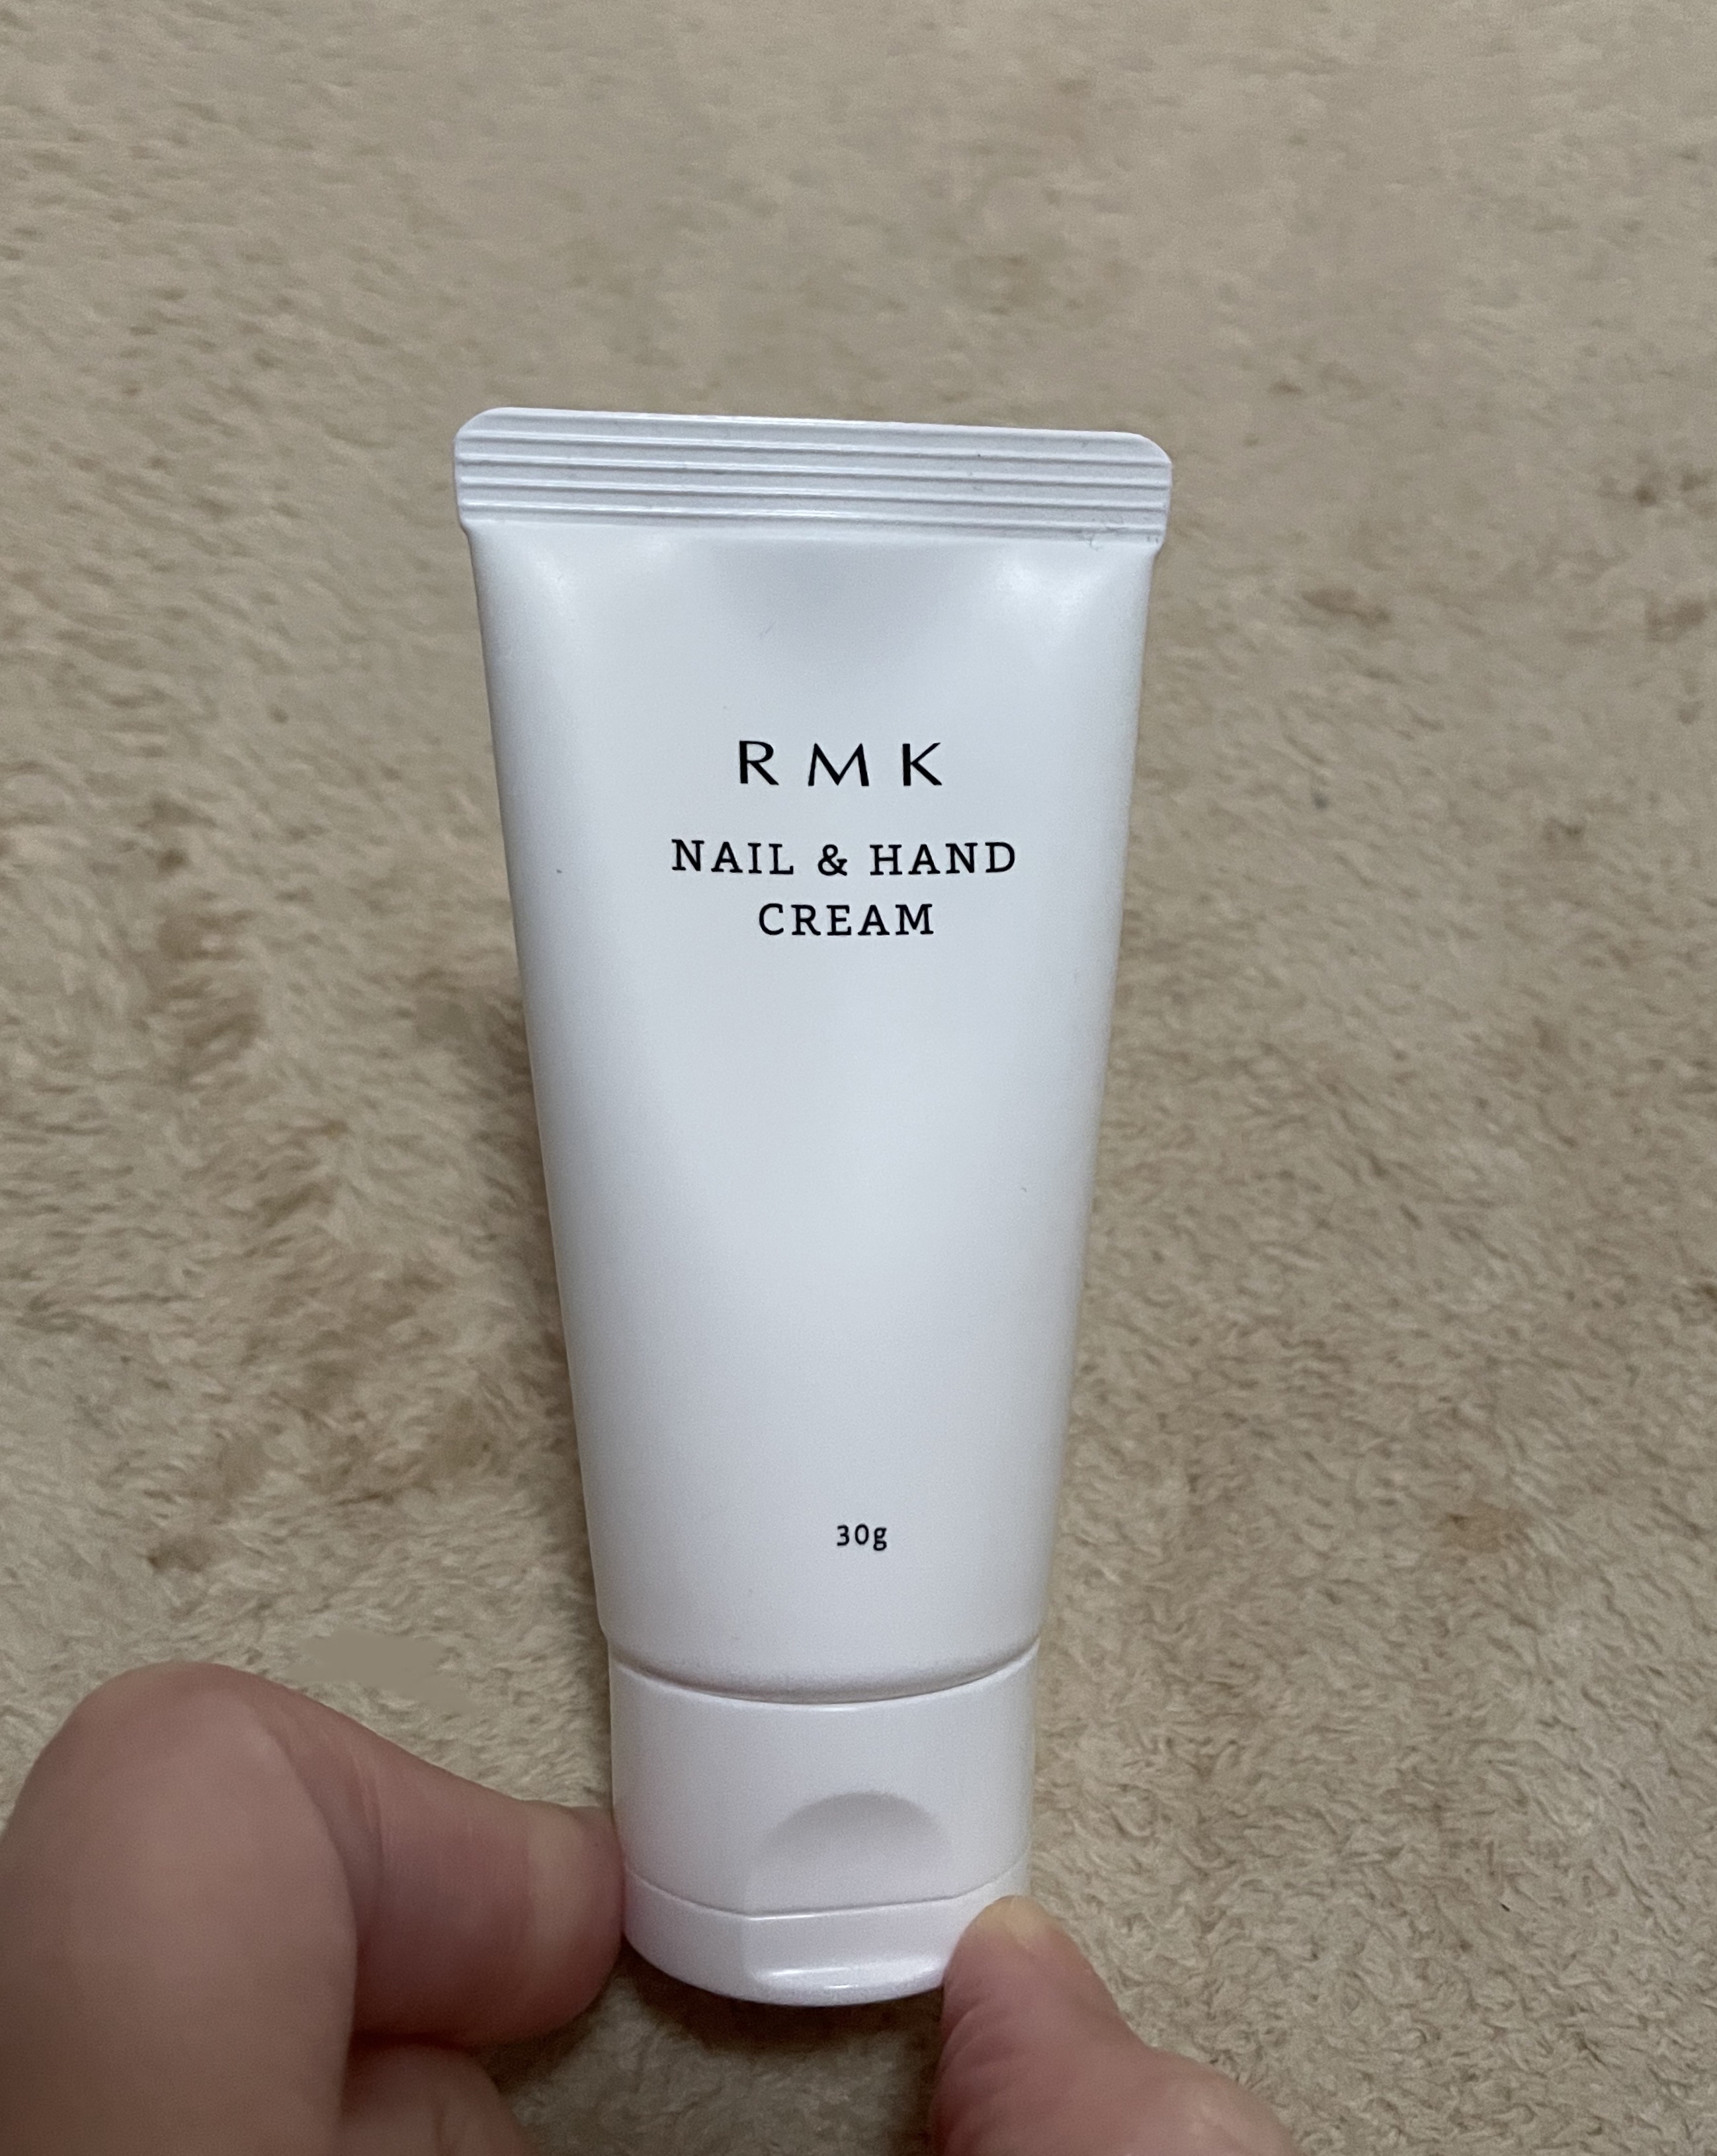 RMK
NAIL & HAND
CREAM
30g